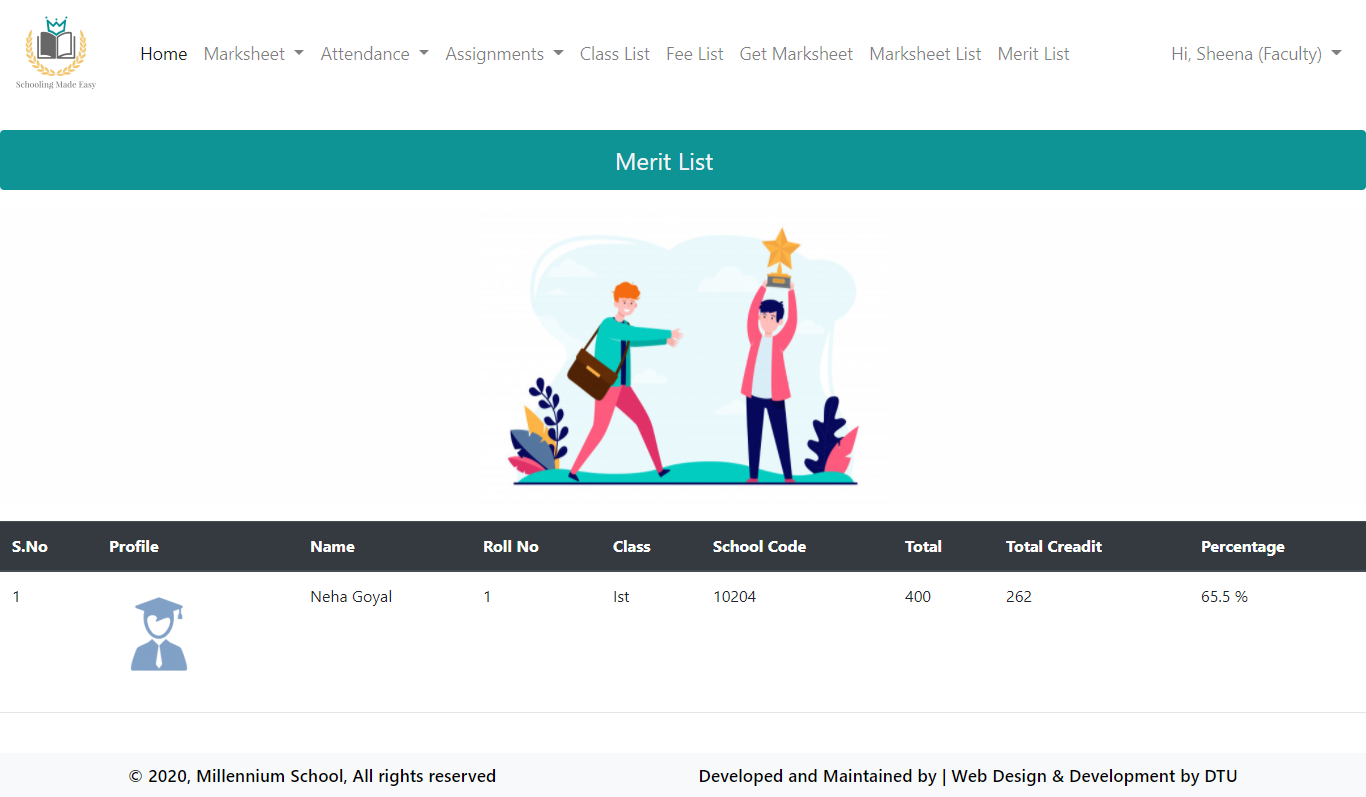 Schooling Made Easy
Home Marksheet Attendance Assignments Class List Fee List Get Marksheet Marksheet List Merit List Hi, Sheena (Faculty)
Merit List
S.No Profile Name Roll No Class School Code Total Total Creadit Percentage
1 Neha Goyal 1 Ist 10204 400 262 65.5 %
© 2020, Millennium School, All rights reserved Developed and Maintained by | Web Design & Development by DTU